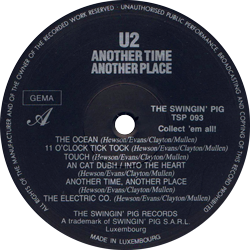 ALL RIGHTS OF THE MANUFACTURER AND OF THE OWNER OF THE RECORDED WORK RESERVED. UNAUTHORISED PUBLIC PERFORMANCE, BROADCASTING AND COPYING OF THIS RECORD PROHIBITED
U2
ANOTHER TIME
ANOTHER PLACE
GEMA
A
THE SWINGIN' PIG
TSP 093
Collect 'em all!
THE OCEAN (Hewson/Evans/Clayton/Mullen)
11 O'CLOCK TICK TOCK (Hewson/Evans/Clayton/Mullen)
TOUCH (Hewson/Evans/Clayton/Mullen)
AN CAT DUBH / INTO THE HEART
(Hewson/Evans/Clayton/Mullen)
ANOTHER TIME, ANOTHER PLACE
(Hewson/Evans/Clayton/Mullen)
THE ELECTRIC CO. (Hewson/Evans/Clayton/Mullen)
THE SWINGIN' PIG RECORDS
A trademark of SWINGIN' PIG S.A.R.L.
Luxembourg
MADE IN LUXEMBOURG